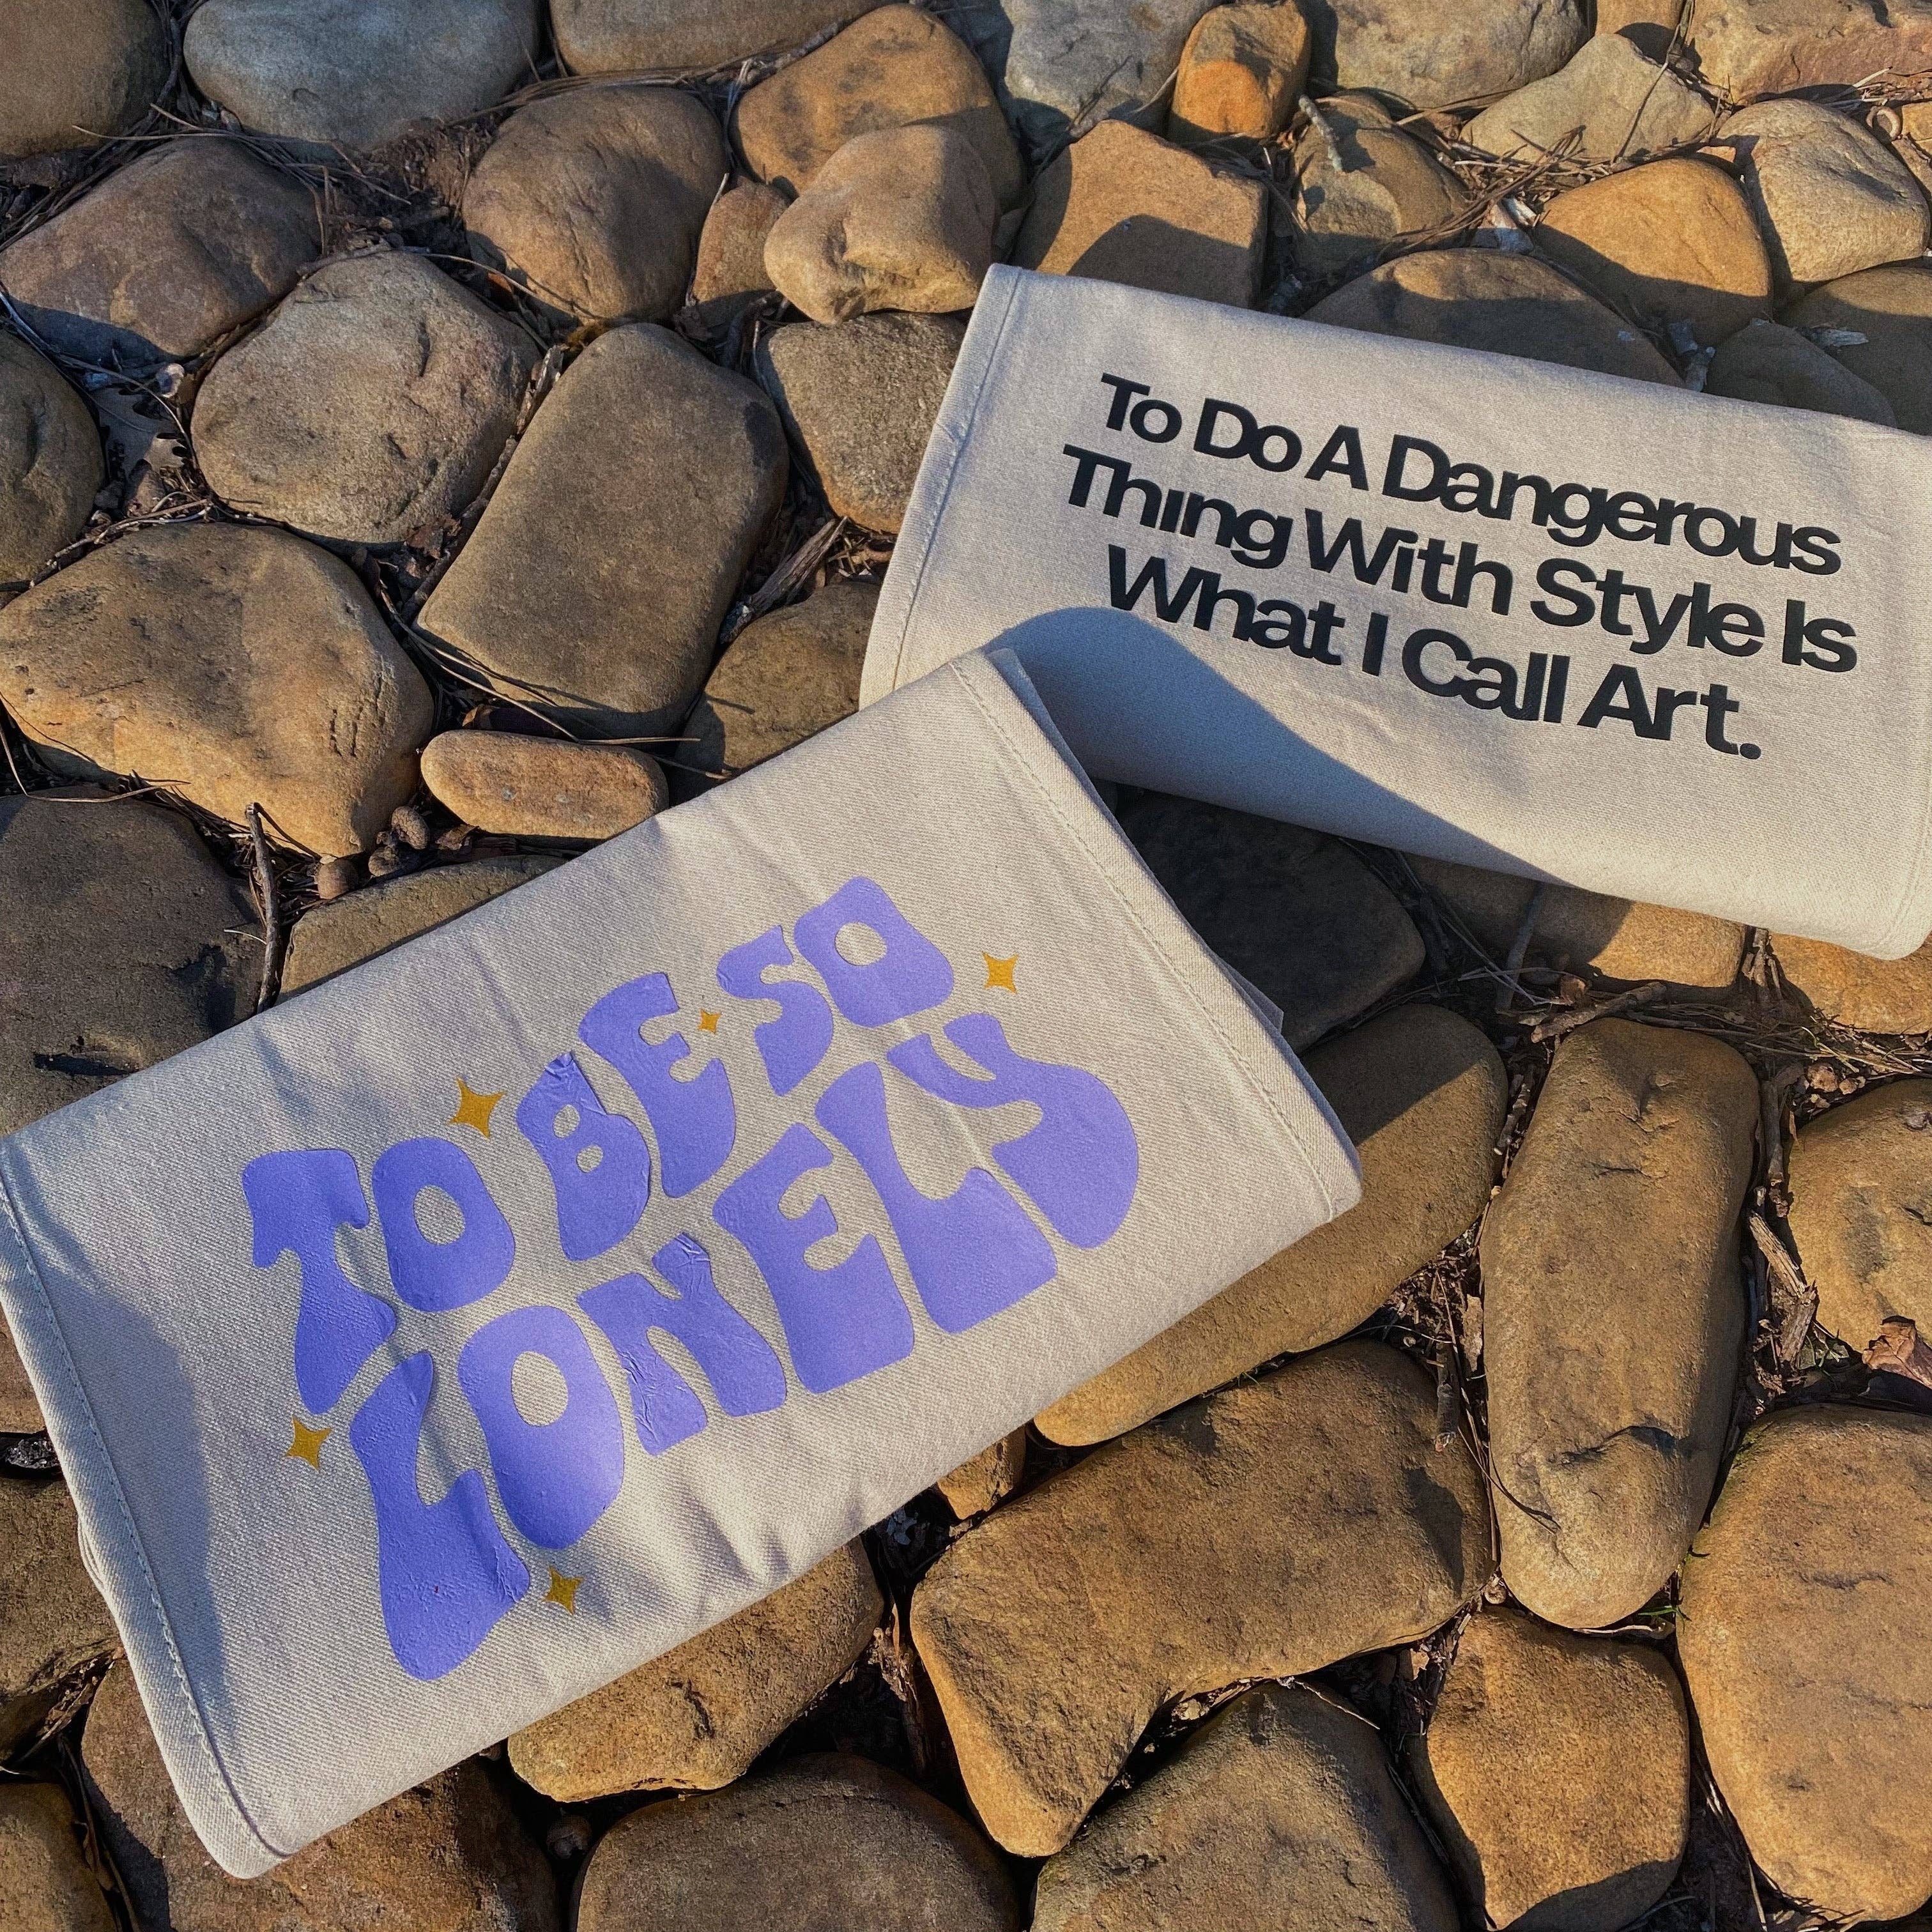 To Do A Dangerous
Thing With Style Is
What I Call Art.
TO BE SO
LONELY